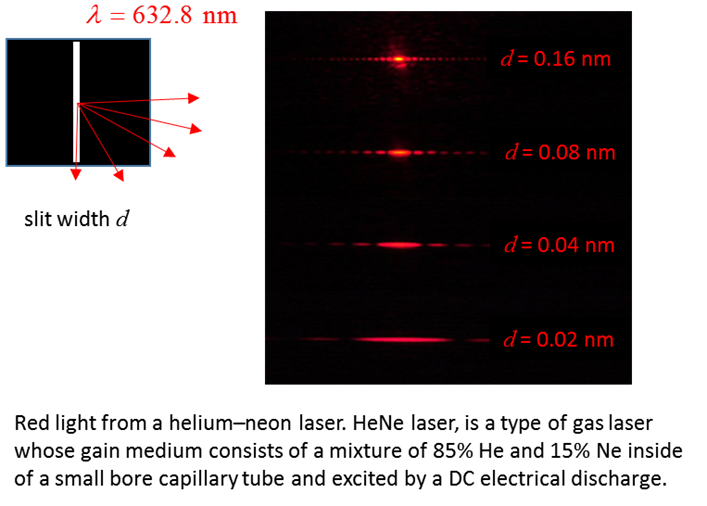 λ = 632.8 nm
d = 0.16 nm
d = 0.08 nm
d = 0.04 nm
d = 0.02 nm
slit width d
Red light from a helium–neon laser. HeNe laser, is a type of gas laser
whose gain medium consists of a mixture of 85% He and 15% Ne inside
of a small bore capillary tube and excited by a DC electrical discharge.